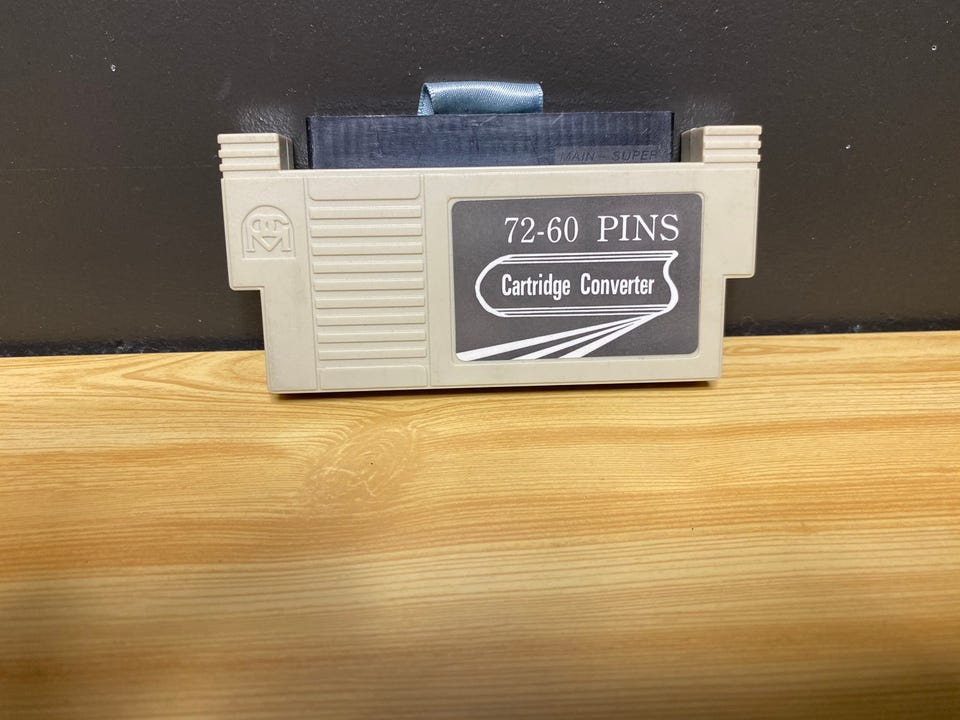 MAIN - SUPER
72-60 PINS
Cartridge Converter